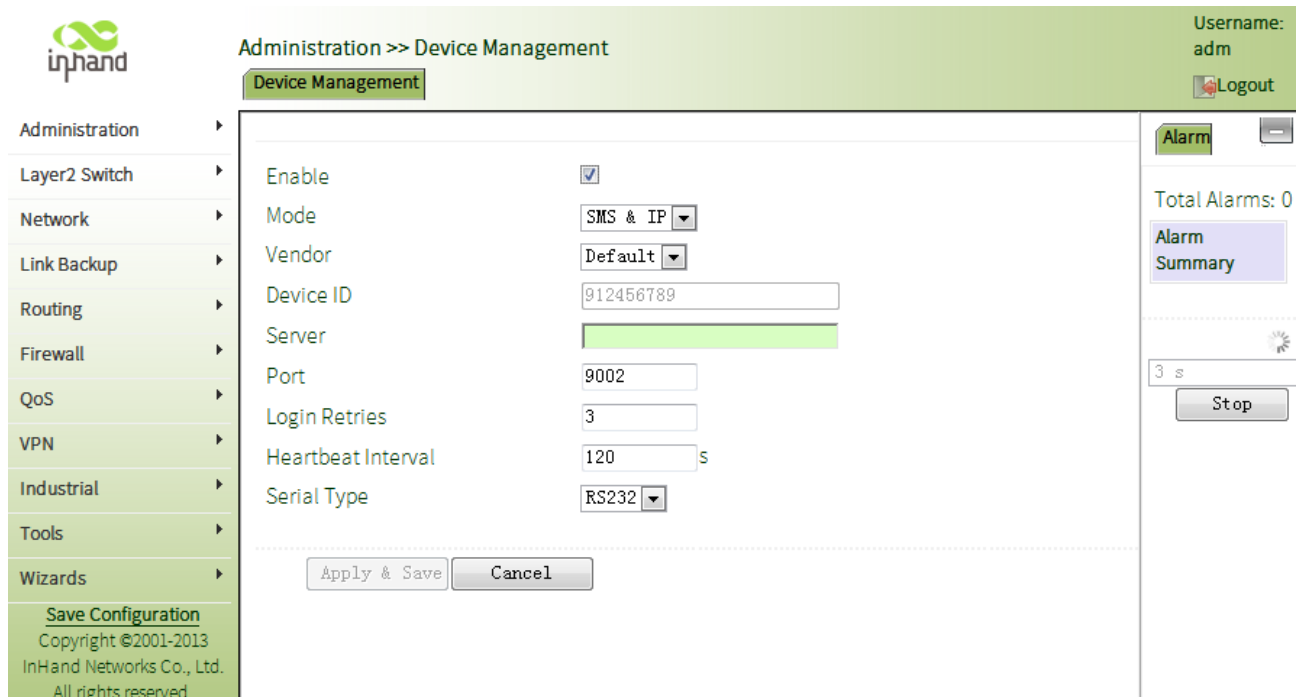 inhand
Administration >> Device Management
Device Management
Username:
adm
Logout
Administration
Layer2 Switch
Network
Link Backup
Routing
Firewall
QoS
VPN
Industrial
Tools
Wizards
Save Configuration
Copyright ©2001-2013
InHand Networks Co., Ltd.
All rights reserved
Enable
Mode SMS & IP
Vendor Default
Device ID 912456789
Server
Port 9002
Login Retries 3
Heartbeat Interval 120 s
Serial Type RS232
Apply & Save Cancel
Alarm
Total Alarms: 0
Alarm
Summary
3 s
Stop